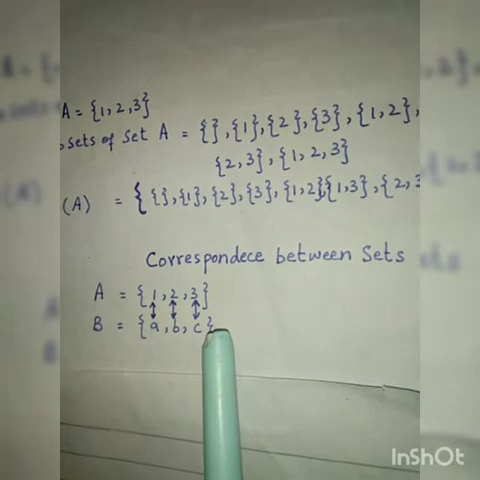 A = {1, 2, 3}
sets of Set A = {}, {1}, {2}, {3}, {1, 2},
{2, 3}, {1, 2, 3}
(A) = { {}, {1}, {2}, {3}, {1, 2}{1, 3}, {2, 3
Correspondece between Sets
A = {1, 2, 3}
B = {a, b, c}
InShOt